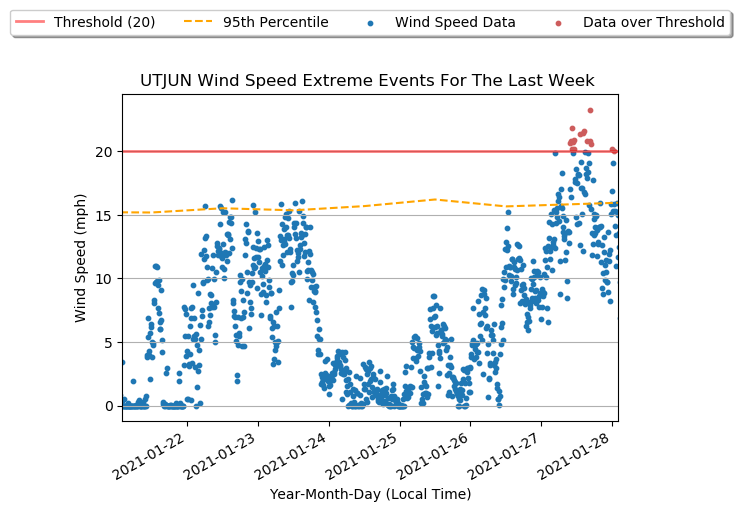 Threshold (20) 95th Percentile Wind Speed Data Data over Threshold
UTJUN Wind Speed Extreme Events For The Last Week
Wind Speed (mph)
20
15
10
5
0
2021-01-22 2021-01-23 2021-01-24 2021-01-25 2021-01-26 2021-01-27 2021-01-28
Year-Month-Day (Local Time)